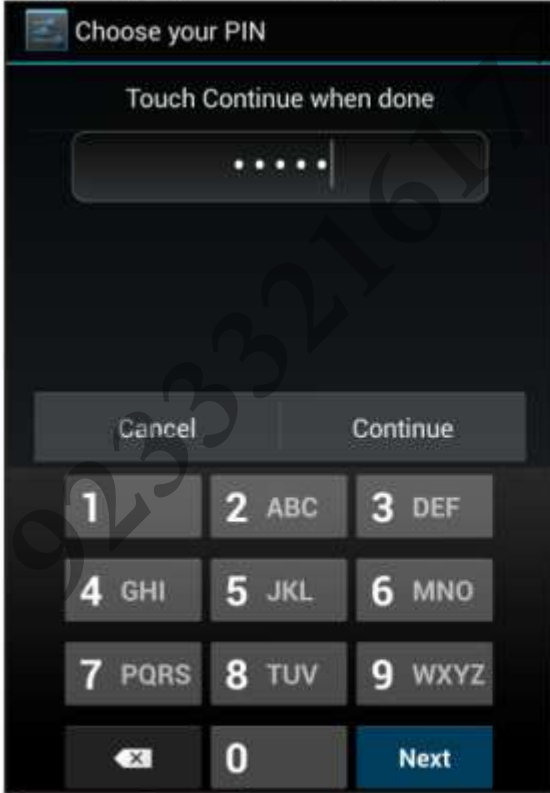 Choose your PIN
Touch Continue when done
•••••
Cancel Continue
1 2 ABC 3 DEF
4 GHI 5 JKL 6 MNO
7 PQRS 8 TUV 9 WXYZ
0 Next